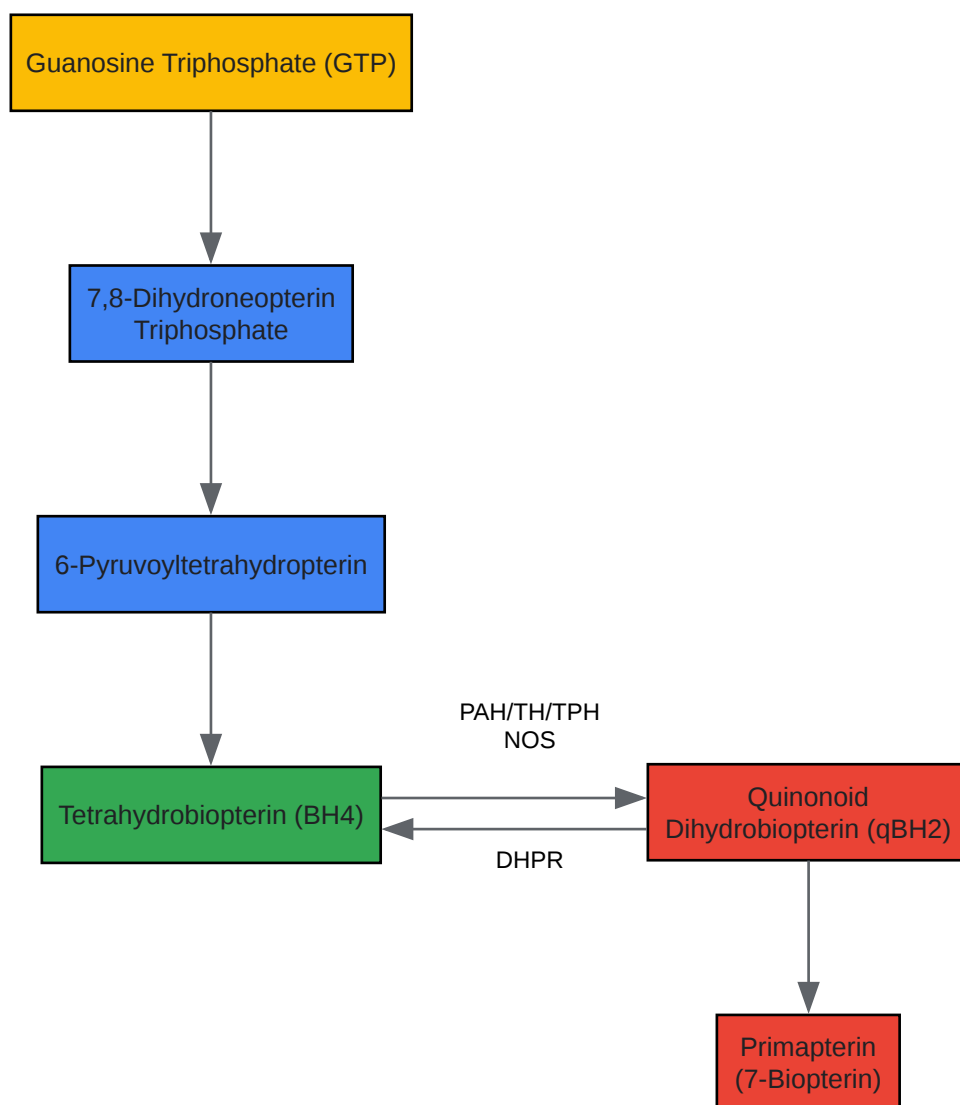 Guanosine Triphosphate (GTP)
7,8-Dihydroneopterin
Triphosphate
6-Pyruvoyltetrahydropterin
PAH/TH/TPH
NOS
Tetrahydrobiopterin (BH4)
Quinonoid
Dihydrobiopterin (qBH2)
DHPR
Primapterin
(7-Biopterin)